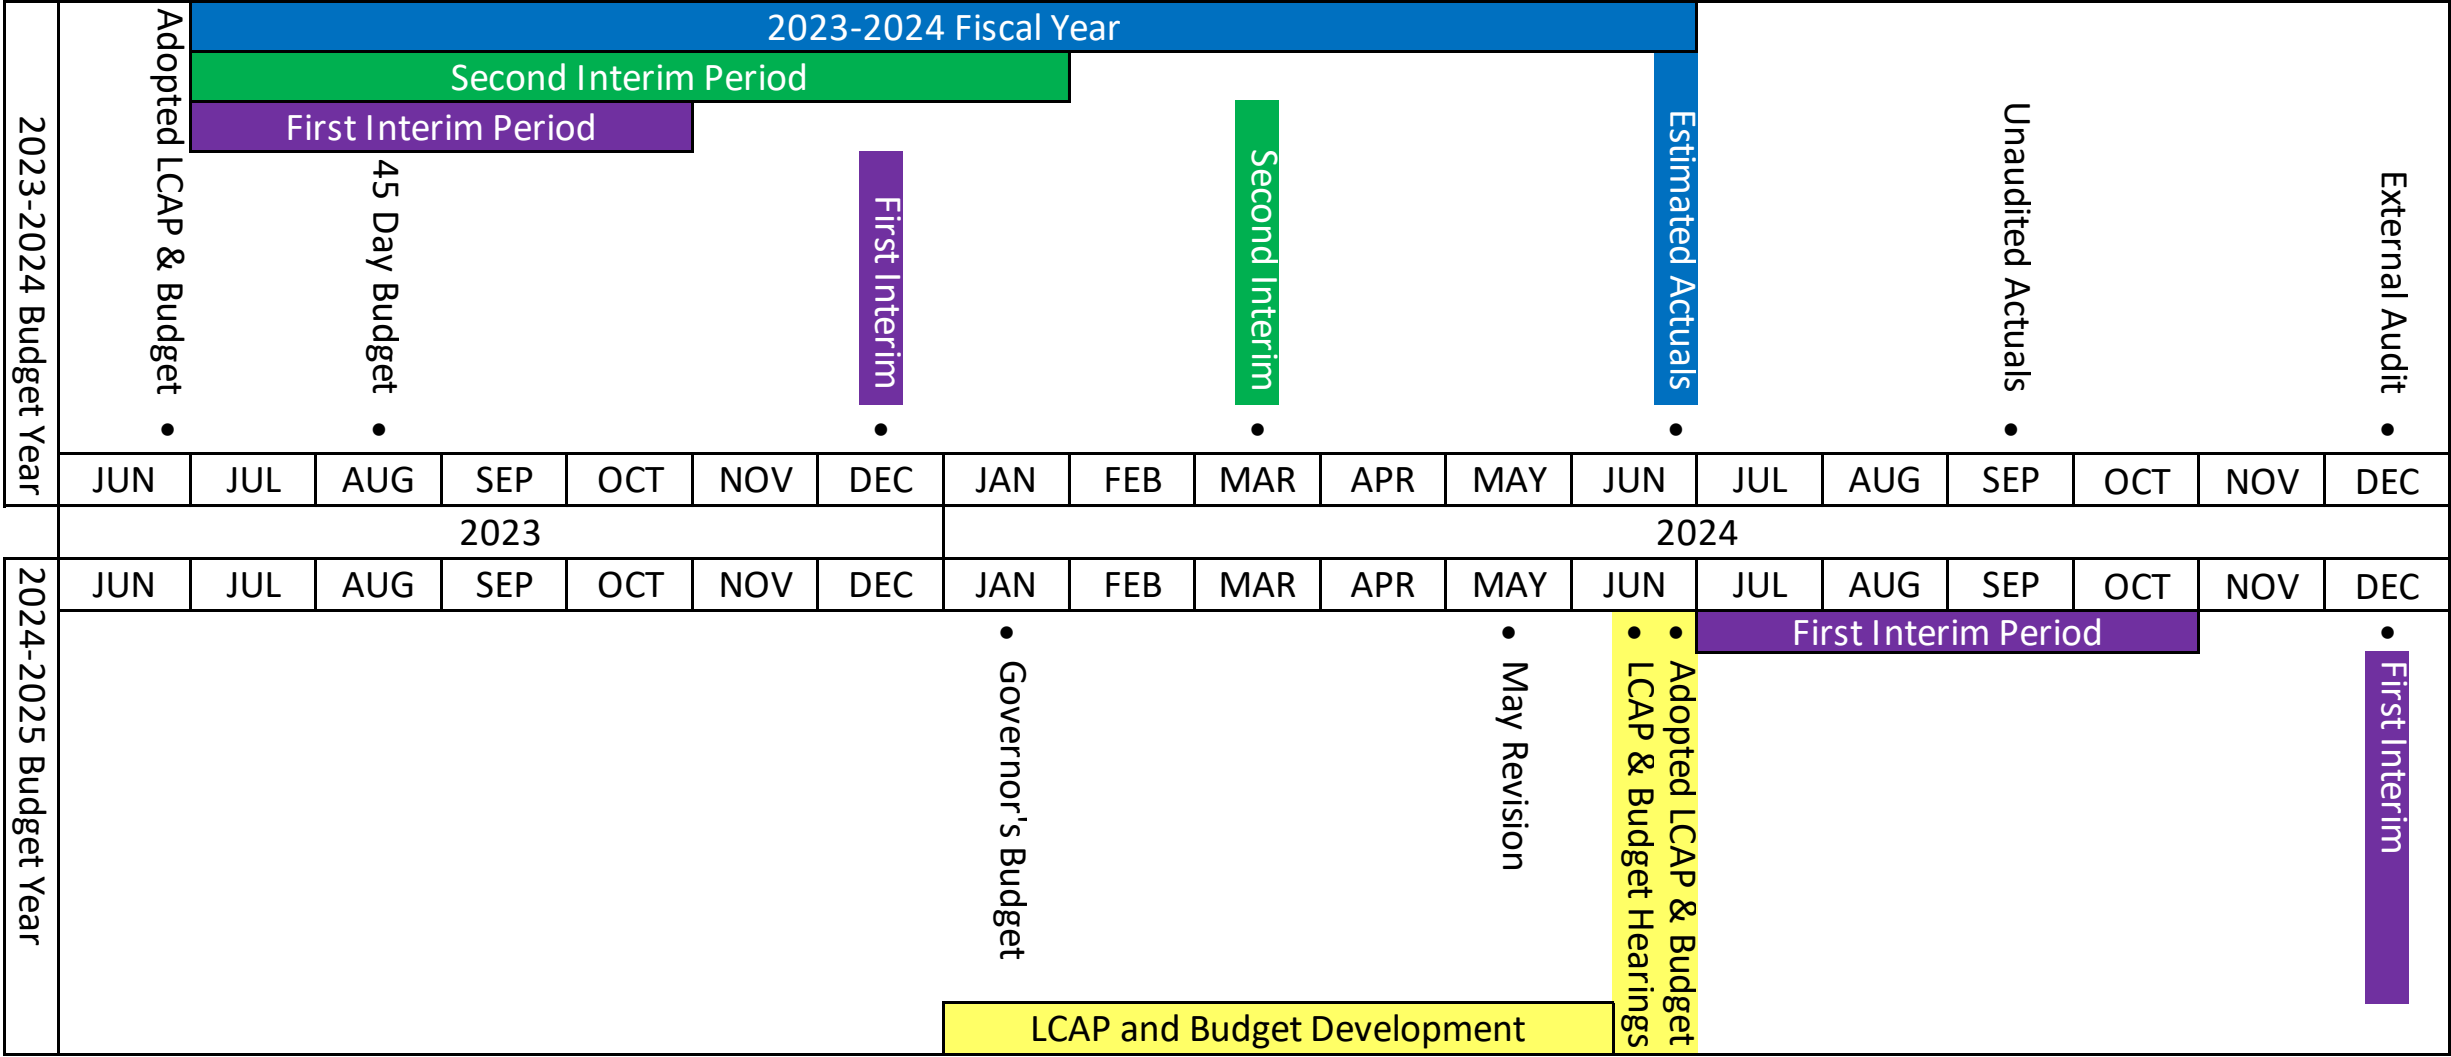 2023-2024 Budget Year
2023-2024 Fiscal Year
Second Interim Period
First Interim Period
Adopted LCAP & Budget
45 Day Budget
First Interim
Second Interim
Estimated Actuals
Unaudited Actuals
External Audit
JUN JUL AUG SEP OCT NOV DEC JAN FEB MAR APR MAY JUN JUL AUG SEP OCT NOV DEC
2023 2024
JUN JUL AUG SEP OCT NOV DEC JAN FEB MAR APR MAY JUN JUL AUG SEP OCT NOV DEC
2024-2025 Budget Year
Governor's Budget
May Revision
LCAP & Budget Hearings
Adopted LCAP & Budget
First Interim Period
First Interim
LCAP and Budget Development